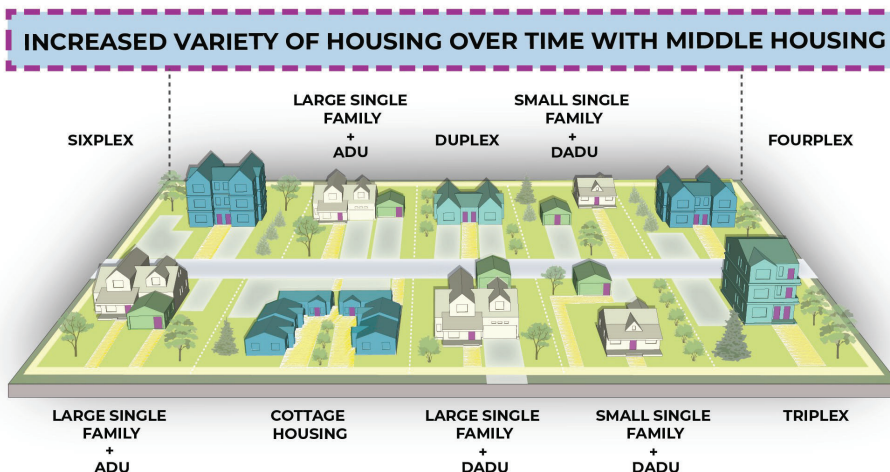 INCREASED VARIETY OF HOUSING OVER TIME WITH MIDDLE HOUSING
SIXPLEX
LARGE SINGLE
FAMILY
+
ADU
DUPLEX
SMALL SINGLE
FAMILY
+
DADU
FOURPLEX
LARGE SINGLE
FAMILY
+
ADU
COTTAGE
HOUSING
LARGE SINGLE
FAMILY
+
DADU
SMALL SINGLE
FAMILY
+
DADU
TRIPLEX